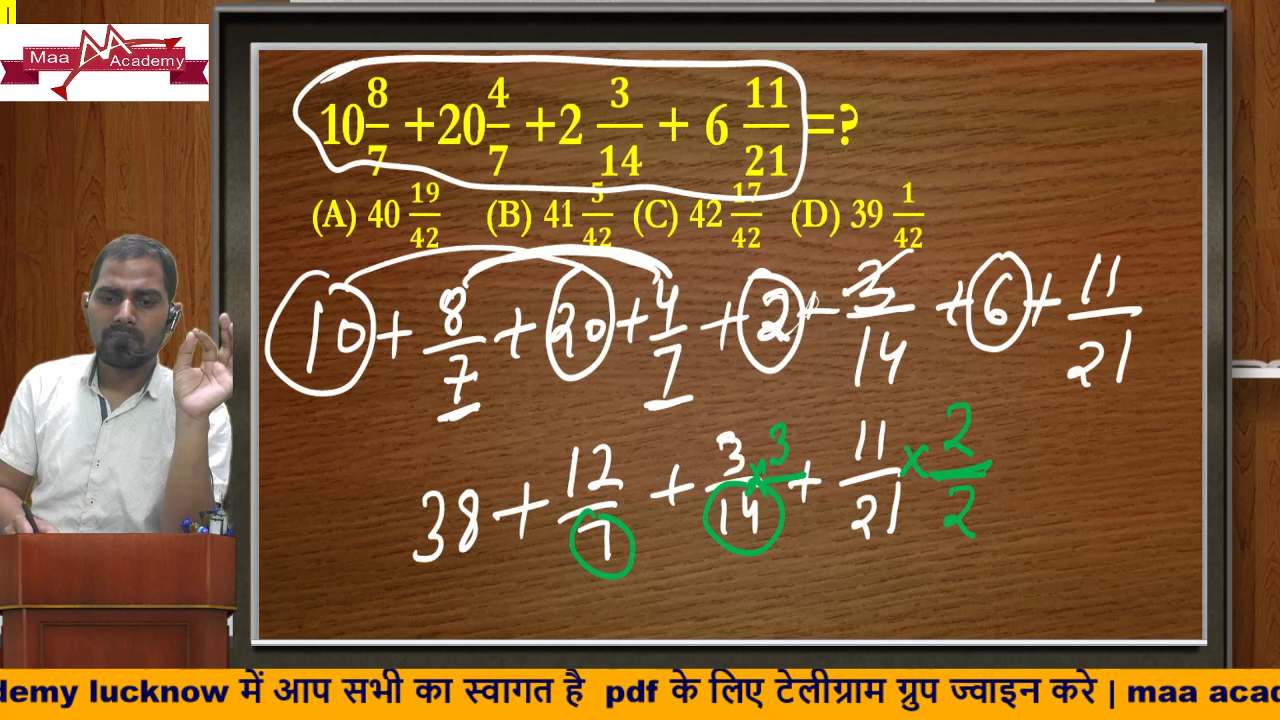 Maa Academy
10 8/7 + 20 4/7 + 2 3/14 + 6 11/21 = ?
(A) 40 19/42 (B) 41 5/42 (C) 42 17/42 (D) 39 1/42
10 + 8/7 + 20 + 4/7 + 2 + 3/14 + 6 + 11/21
38 + 12/7 + 3/14 × 3 + 11/21 × 2/2
demy lucknow में आप सभी का स्वागत है pdf के लिए टेलीग्राम ग्रुप ज्वाइन करे | maa acad